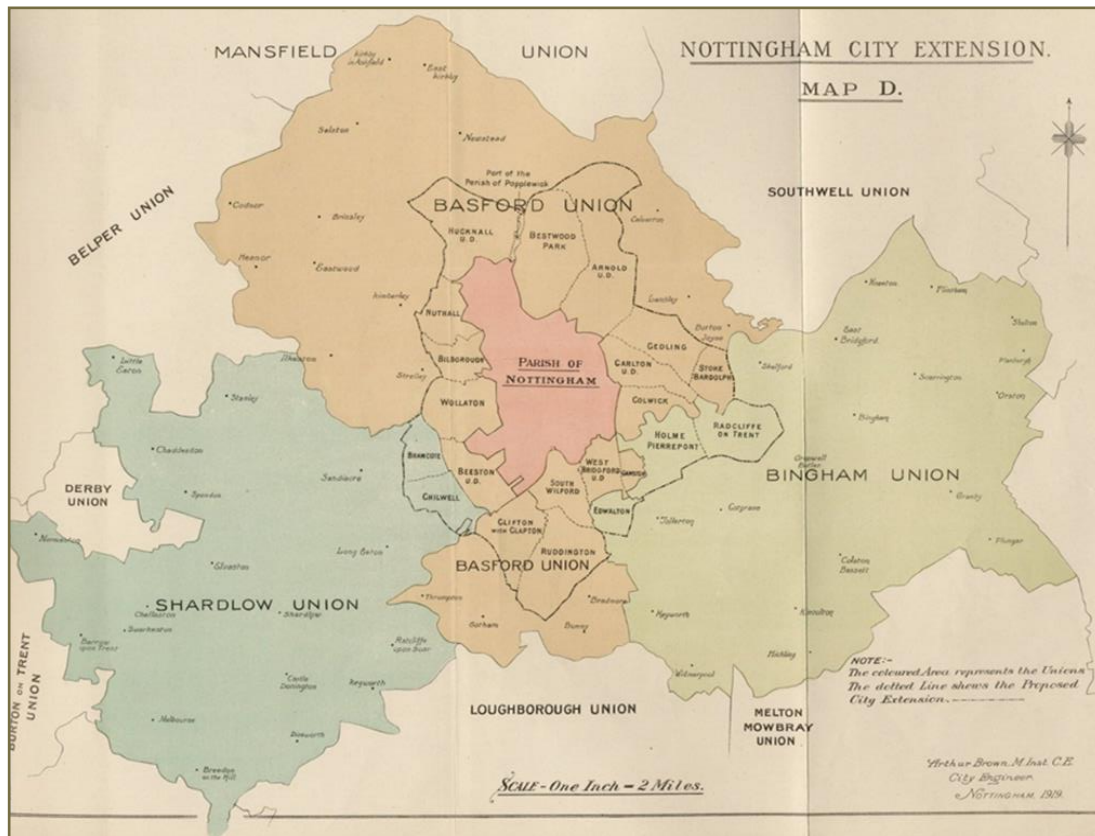 MANSFIELD UNION
NOTTINGHAM CITY EXTENSION.
MAP D.
Kirkby
in Ashfield
East
Kirkby
Selston
Newstead
Part of the
Parish of Papplewick
BELPER UNION
SOUTHWELL UNION
BASFORD UNION
Codnor
Brinsley
HUCKNALL
U.D.
BESTWOOD
PARK
Calverton
Heanor
Eastwood
ARNOLD
U.D.
Kimberley
Lambley
Kneeton
Flintham
NUTHALL
Burton
Joyce
East
Bridgford
Ilkeston
BILBOROUGH
PARISH OF
NOTTINGHAM
GEDLING
CARLTON
U.D.
STOKE
BARDOLPH
Shelford
Little
Eaton
Strelley
Scarrington
Orston
Stanley
WOLLATON
COLWICK
RADCLIFFE
ON TRENT
Bingham
Chaddesden
BRAMCOTE
HOLME
PIERREPONT
BEESTON
U.D.
WEST
BRIDGFORD
U.D
DERBY
UNION
Sandiacre
BINGHAM UNION
Spondon
CHILWELL
SOUTH
WILFORD
EDWALTON
Granby
Tollerton
Cotgrave
Normanton
CLIFTON
WITH GLAPTON
Plungar
Long Eaton
RUDDINGTON
Colston
Bassett
Elvaston
BASFORD UNION
SHARDLOW UNION
Thrumpton
Bradmore
Chellaston
Shardlow
Keyworth
Kinoulton
Swarkeston
Gotham
Bunny
Barrow
upon Trent
Ratcliffe
upon Soar
Hickling
Widmerpool
BURTON ON TRENT
UNION
Castle
Donington
Kegworth
NOTE:-
The coloured Area represents the Unions
The dotted Line shews the Proposed
City Extension.
Melbourne
LOUGHBOROUGH UNION
MELTON
MOWBRAY
UNION
Diseworth
Breedon
on the Hill
SCALE - One Inch = 2 Miles.
Arthur Brown. M. Inst. C.E.
City Engineer
NOTTINGHAM. 1919.